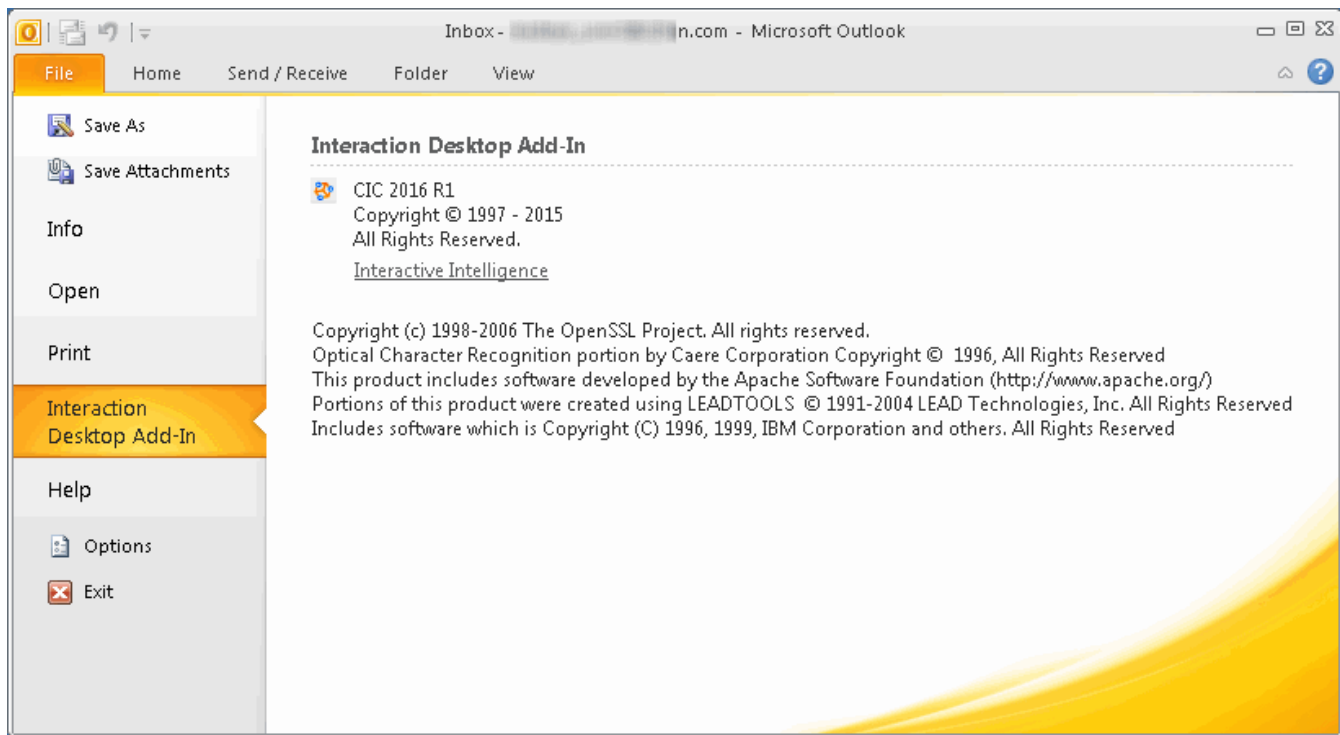 Inbox - n.com - Microsoft Outlook
File Home Send / Receive Folder View
Save As
Save Attachments
Info
Open
Print
Interaction
Desktop Add-In
Help
Options
Exit
Interaction Desktop Add-In
CIC 2016 R1
Copyright © 1997 - 2015
All Rights Reserved.
Interactive Intelligence
Copyright (c) 1998-2006 The OpenSSL Project. All rights reserved.
Optical Character Recognition portion by Caere Corporation Copyright © 1996, All Rights Reserved
This product includes software developed by the Apache Software Foundation (http://www.apache.org/)
Portions of this product were created using LEADTOOLS © 1991-2004 LEAD Technologies, Inc. All Rights Reserved
Includes software which is Copyright (C) 1996, 1999, IBM Corporation and others. All Rights Reserved